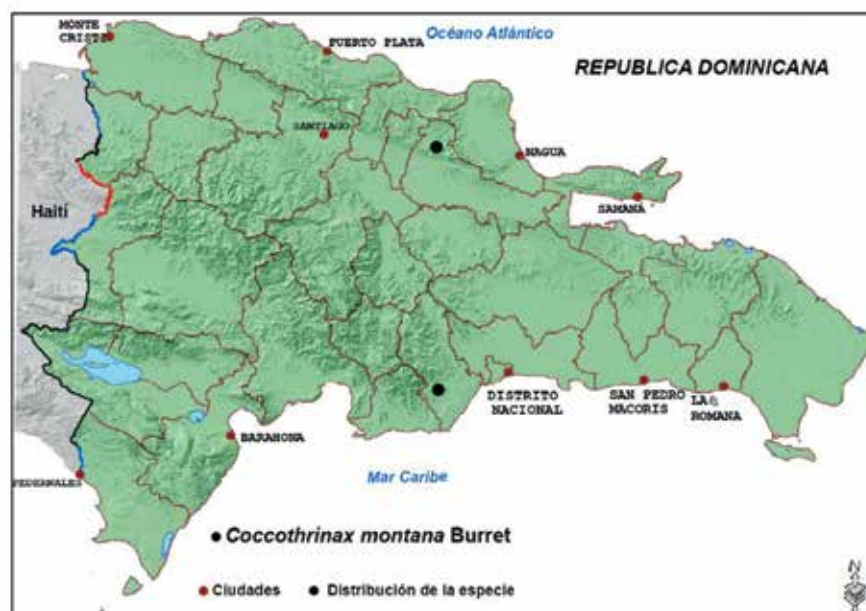 MONTE
CRISTI
PUERTO PLATA
Océano Atlántico
REPUBLICA DOMINICANA
SANTIAGO
NAGUA
SAMANA
Haití
DISTRITO
NACIONAL
SAN PEDRO
MACORIS
LA
ROMANA
BARAHONA
PEDERNALES
Mar Caribe
Coccothrinax montana Burret
Ciudades
Distribución de la especie
N